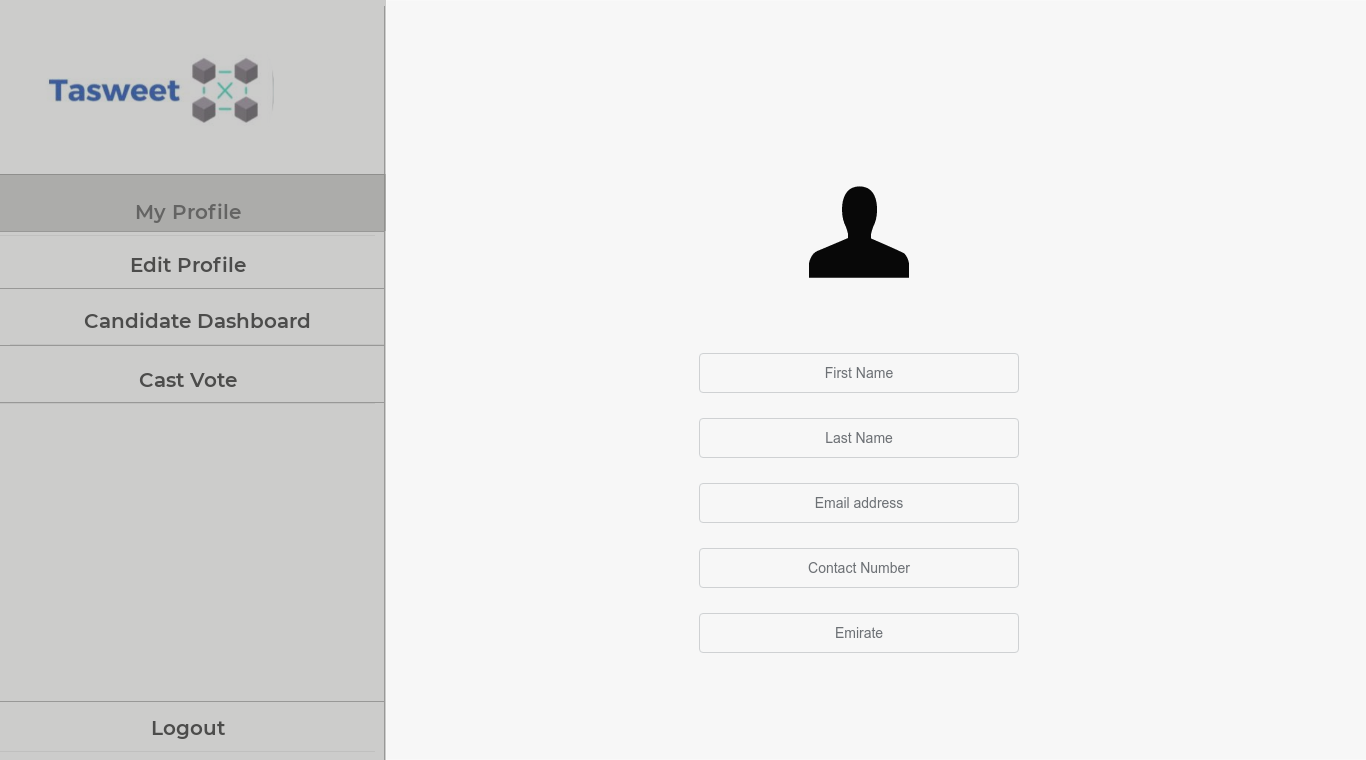 Tasweet
My Profile
Edit Profile
Candidate Dashboard
Cast Vote
Logout
First Name
Last Name
Email address
Contact Number
Emirate